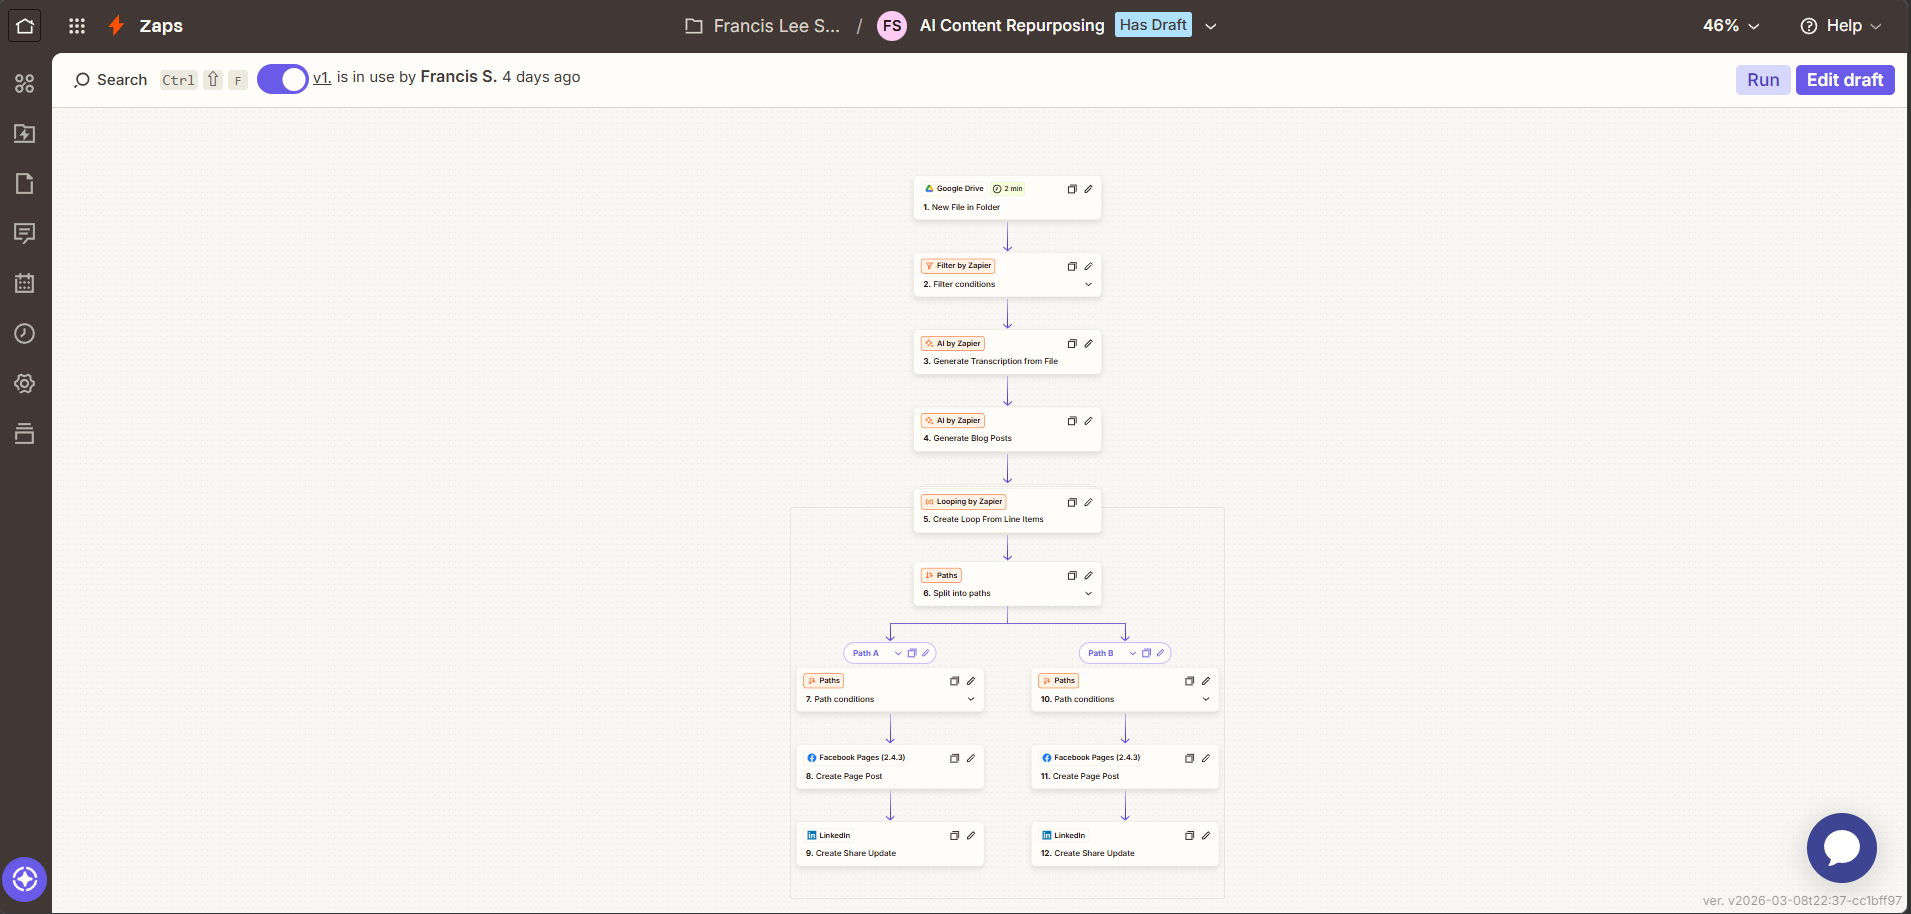 Zaps
Francis Lee S... / FS AI Content Repurposing Has Draft
46%
Help
Search Ctrl ⇧ F
v1. is in use by Francis S. 4 days ago
Run
Edit draft
Google Drive 2 min
1. New File in Folder
Filter by Zapier
2. Filter conditions
AI by Zapier
3. Generate Transcription from File
AI by Zapier
4. Generate Blog Posts
Looping by Zapier
5. Create Loop From Line Items
Paths
6. Split into paths
Path A
Paths
7. Path conditions
Facebook Pages (2.4.3)
8. Create Page Post
LinkedIn
9. Create Share Update
Path B
Paths
10. Path conditions
Facebook Pages (2.4.3)
11. Create Page Post
LinkedIn
12. Create Share Update
ver. v2026-03-08t22:37-cc1bff97